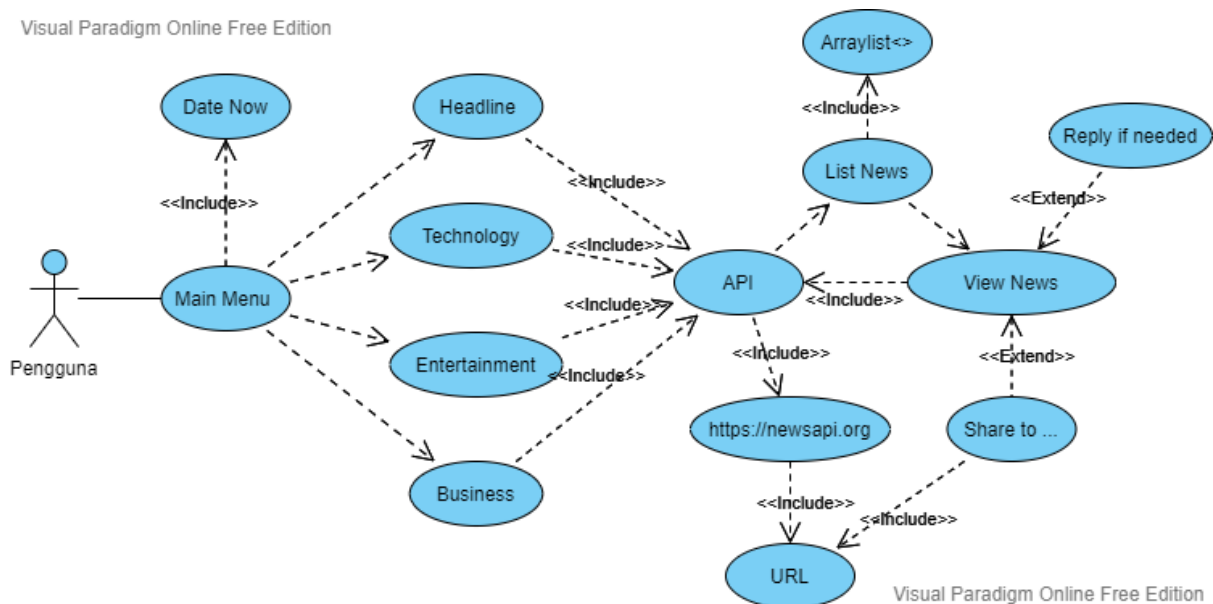 Visual Paradigm Online Free Edition
Arraylist<>
Date Now
Headline
<<Include>>
Reply if needed
List News
<<Include>>
<<Include>>
<<Extend>>
Technology
<<Include>>
Main Menu
API
View News
<<Include>>
<<Include>>
Pengguna
Entertainment
<<Include>>
<<Include>>
<<Extend>>
https://newsapi.org
Share to ...
Business
<<Include>>
<<Include>>
URL
Visual Paradigm Online Free Edition